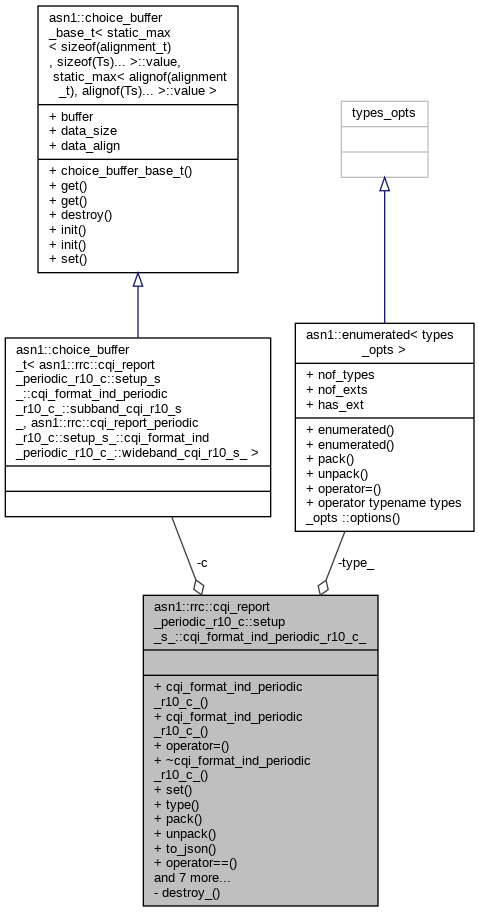 asn1::choice_buffer
_base_t< static_max
< sizeof(alignment_t)
, sizeof(Ts)... >::value,
static_max< alignof(alignment
_t), alignof(Ts)... >::value >
+ buffer
+ data_size
+ data_align
+ choice_buffer_base_t()
+ get()
+ get()
+ destroy()
+ init()
+ init()
+ set()
types_opts
asn1::choice_buffer
_t< asn1::rrc::cqi_report
_periodic_r10_c::setup_s
_::cqi_format_ind_periodic
_r10_c_::subband_cqi_r10_s
_, asn1::rrc::cqi_report_periodic
_r10_c::setup_s_::cqi_format_ind
_periodic_r10_c_::wideband_cqi_r10_s_ >
asn1::enumerated< types
_opts >
+ nof_types
+ nof_exts
+ has_ext
+ enumerated()
+ enumerated()
+ pack()
+ unpack()
+ operator=()
+ operator typename types
_opts ::options()
-c
-type_
asn1::rrc::cqi_report
_periodic_r10_c::setup
_s_::cqi_format_ind_periodic_r10_c_
+ cqi_format_ind_periodic
_r10_c_()
+ cqi_format_ind_periodic
_r10_c_()
+ operator=()
+ ~cqi_format_ind_periodic
_r10_c_()
+ set()
+ type()
+ pack()
+ unpack()
+ to_json()
+ operator==()
and 7 more...
- destroy_()